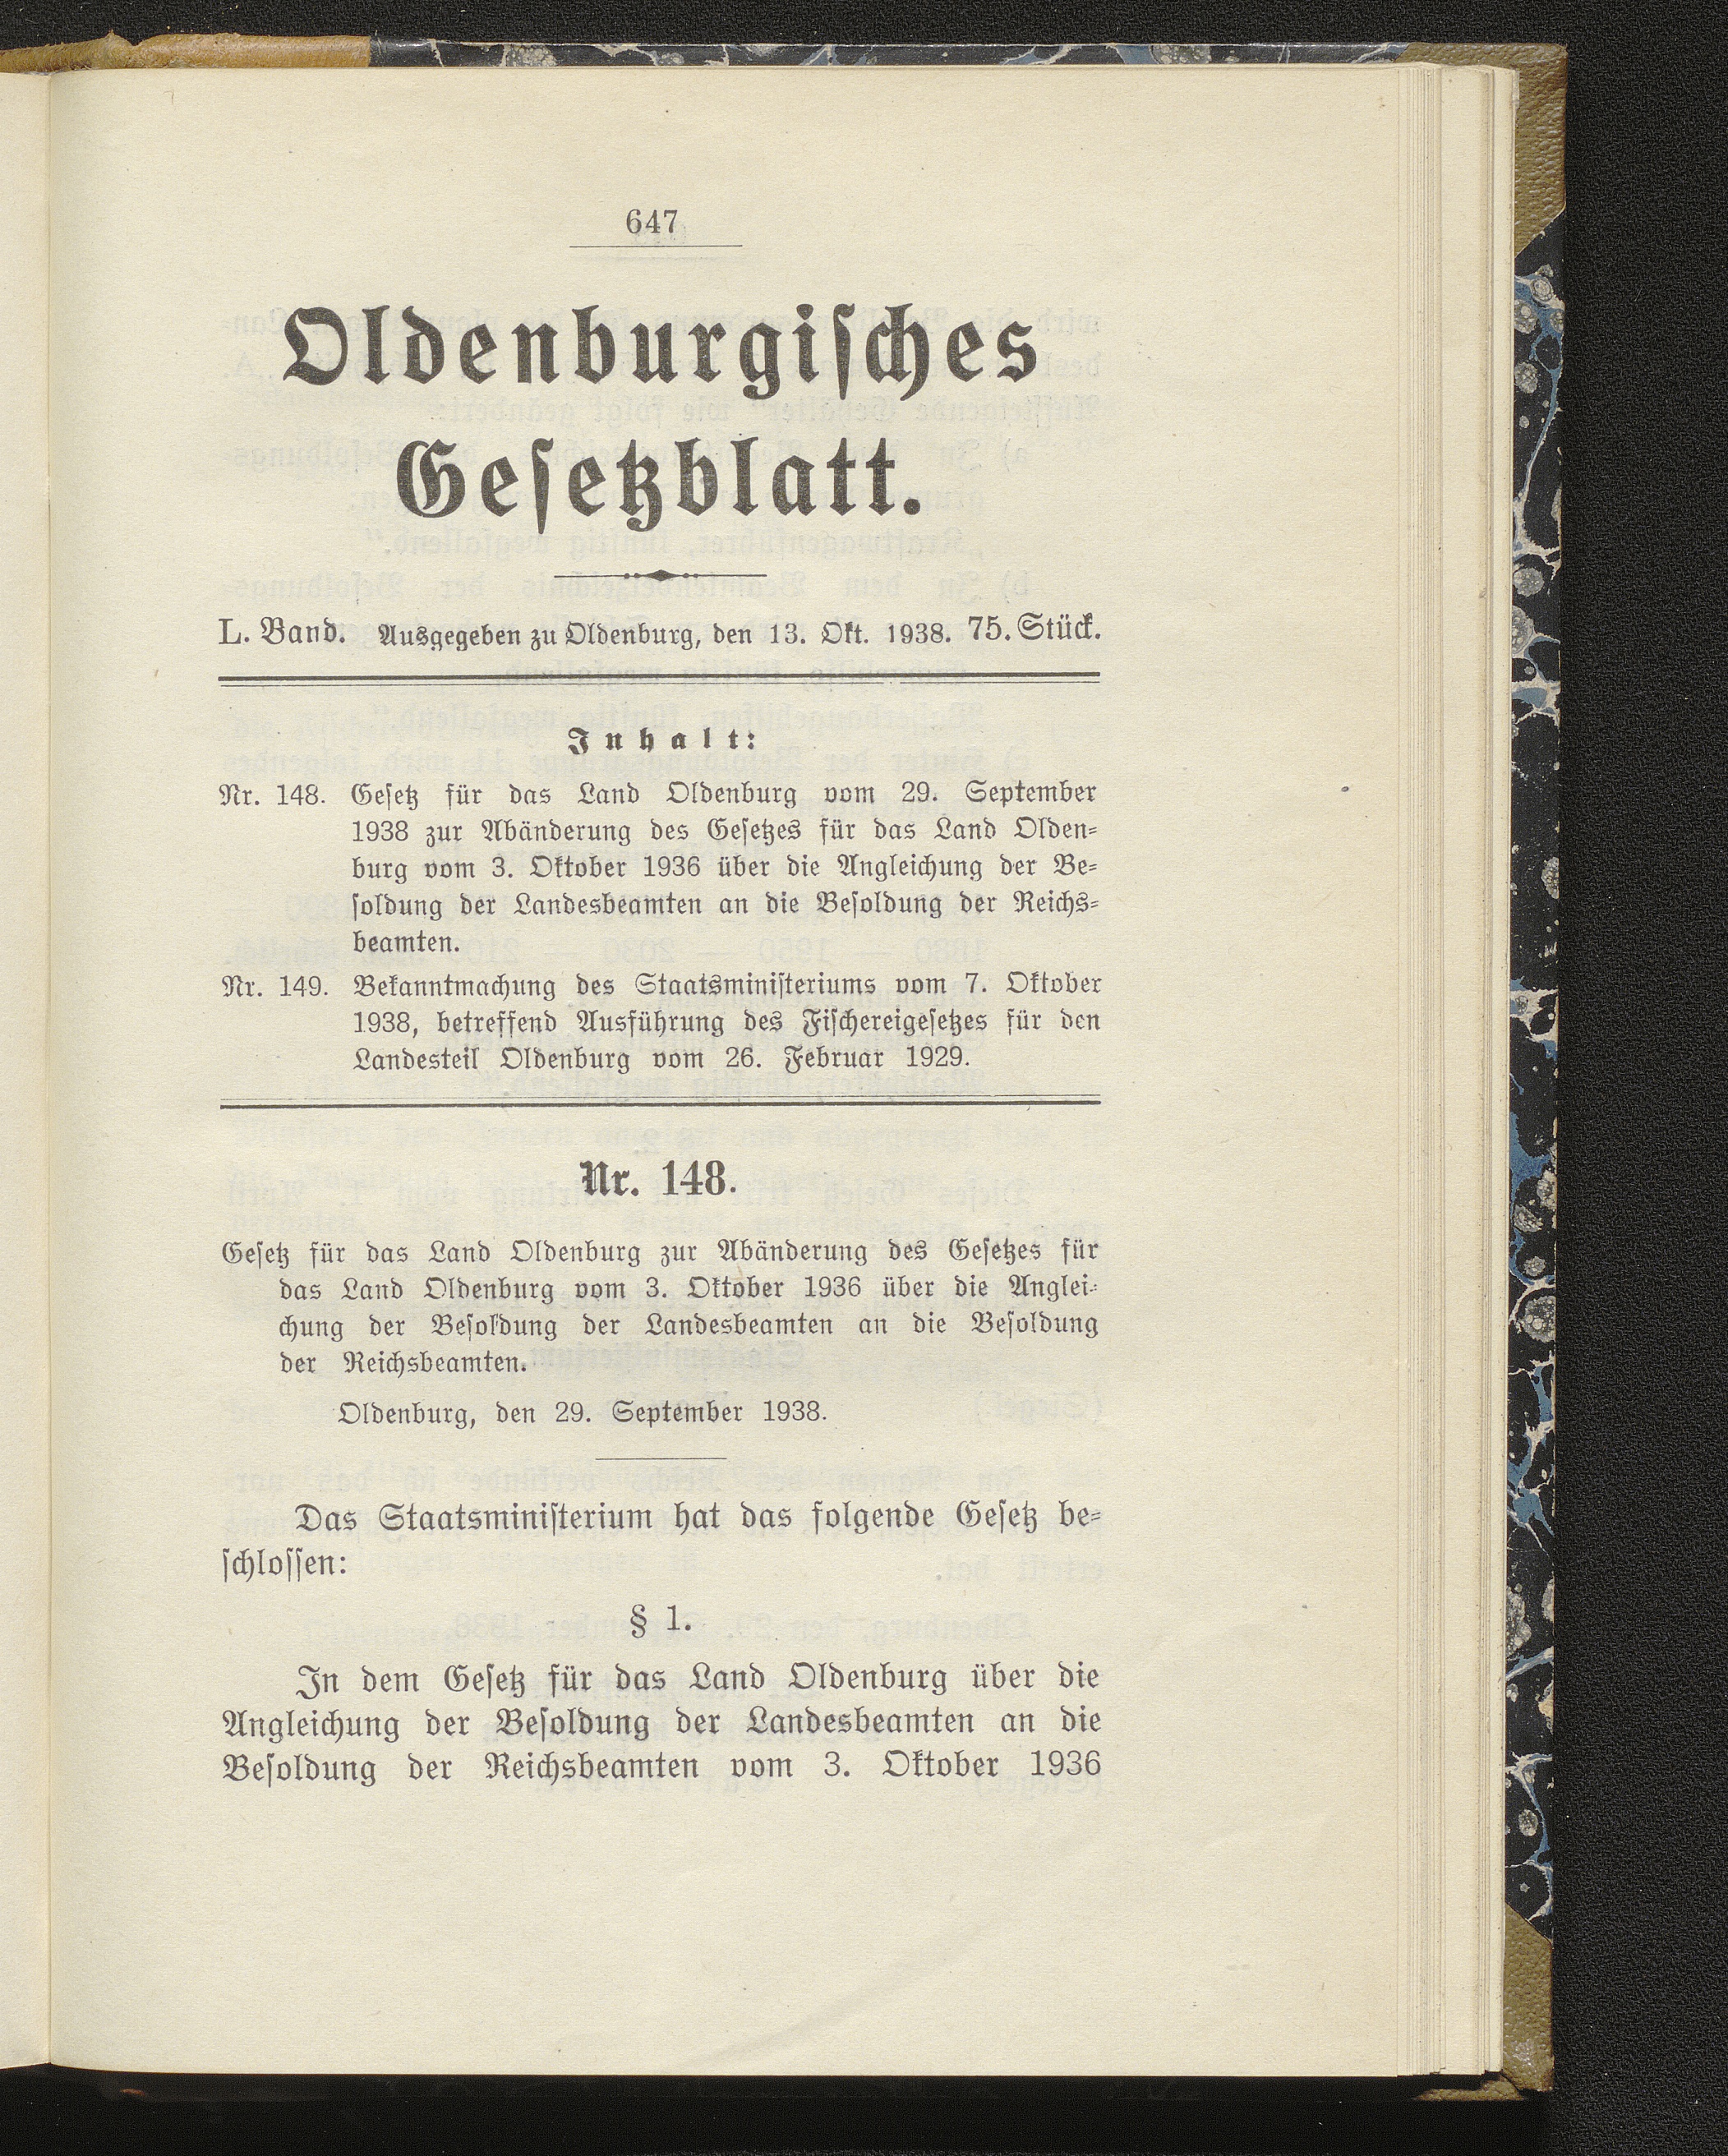 647
Oldenburgisches
Gesetzblatt.
L. Band. Ausgegeben zu Oldenburg, den 13. Okt. 1938. 75. Stück.
Inhalt:
Nr. 148. Gesetz für das Land Oldenburg vom 29. September
1938 zur Abänderung des Gesetzes für das Land Olden-
burg vom 3. Oktober 1936 über die Angleichung der Be-
soldung der Landesbeamten an die Besoldung der Reichs-
beamten.
Nr. 149. Bekanntmachung des Staatsministeriums vom 7. Oktober
1938, betreffend Ausführung des Fischereigesetzes für den
Landesteil Oldenburg vom 26. Februar 1929.
Nr. 148.
Gesetz für das Land Oldenburg zur Abänderung des Gesetzes für
das Land Oldenburg vom 3. Oktober 1936 über die Anglei-
chung der Besoldung der Landesbeamten an die Besoldung
der Reichsbeamten.
Oldenburg, den 29. September 1938.
Das Staatsministerium hat das folgende Gesetz be-
schlossen:
§ 1.
In dem Gesetz für das Land Oldenburg über die
Angleichung der Besoldung der Landesbeamten an die
Besoldung der Reichsbeamten vom 3. Oktober 1936